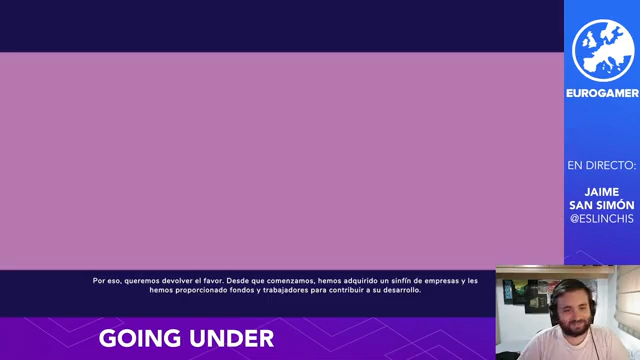 EUROGAMER
EN DIRECTO:
JAIME
SAN SIMÓN
@ESLINCHIS
Por eso, queremos devolver el favor. Desde que comenzamos, hemos adquirido un sinfín de empresas y les
hemos proporcionado fondos y trabajadores para contribuir a su desarrollo.
GOING UNDER